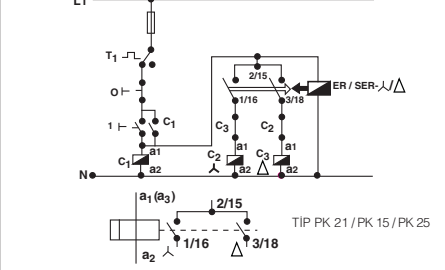 L1
T1
O
2/15
ER / SER-⅄/△
1/16
3/18
1
C1
C3
C2
a1
C1
a2
C2
a1
a2
C3
a1
a2
N
a1(a3)
2/15
TİP PK 21 / PK 15 / PK 25
1/16
3/18
a2